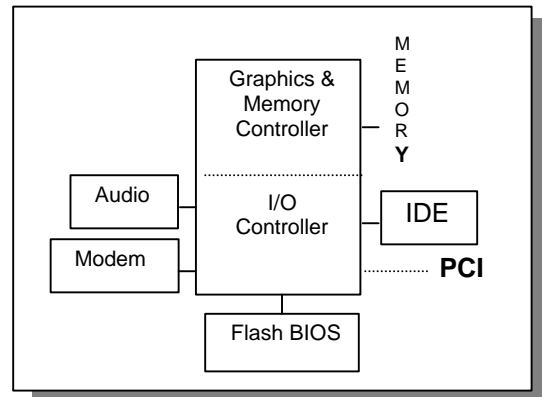 M
E
M
O
R
Y
Graphics &
Memory
Controller
Audio
I/O
Controller
IDE
Modem
PCI
Flash BIOS